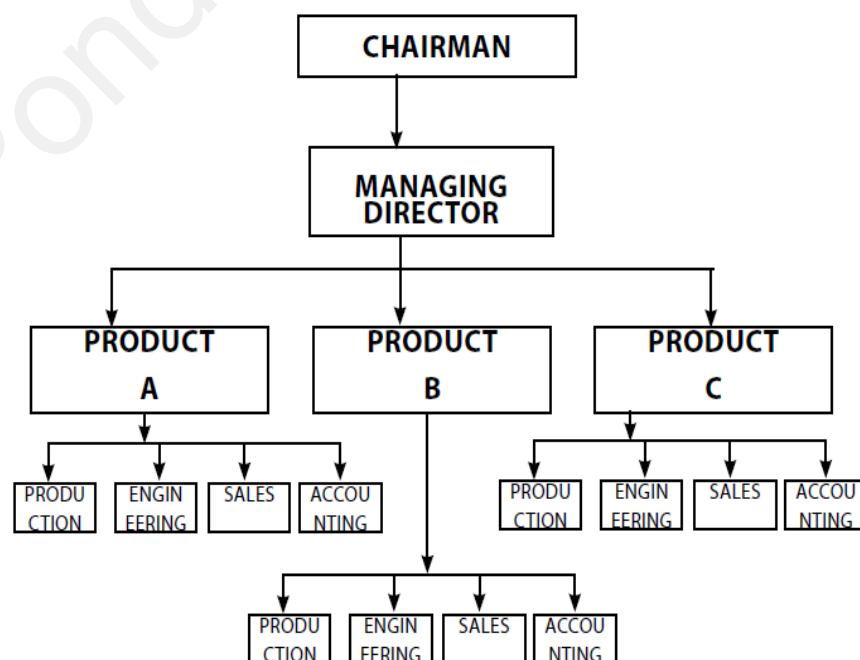 CHAIRMAN
MANAGING
DIRECTOR
PRODUCT
A
PRODUCT
B
PRODUCT
C
PRODU
CTION
ENGIN
EERING
SALES
ACCOU
NTING
PRODU
CTION
ENGIN
EERING
SALES
ACCOU
NTING
PRODU
CTION
ENGIN
EERING
SALES
ACCOU
NTING